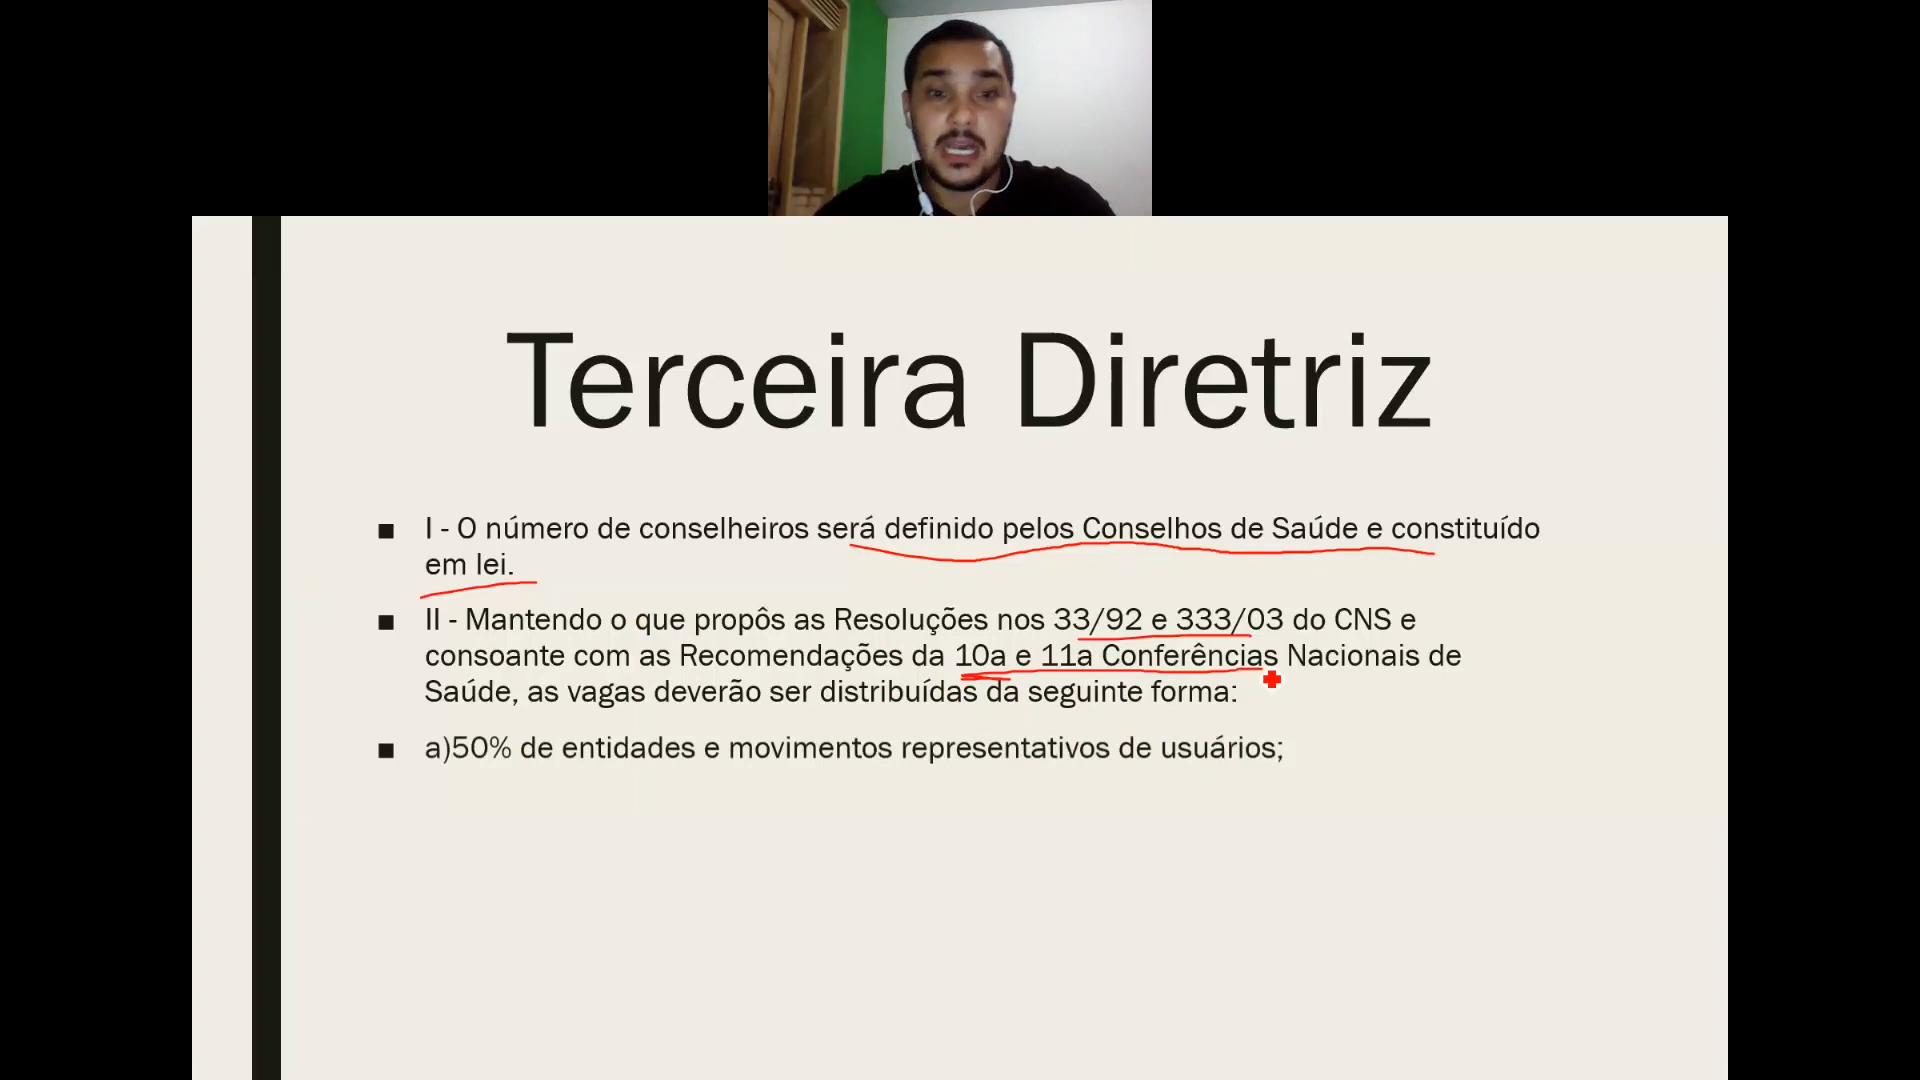 Terceira Diretriz
■ I - O número de conselheiros será definido pelos Conselhos de Saúde e constituído
em lei.
■ II - Mantendo o que propôs as Resoluções nos 33/92 e 333/03 do CNS e
consoante com as Recomendações da 10a e 11a Conferências Nacionais de
Saúde, as vagas deverão ser distribuídas da seguinte forma:
■ a)50% de entidades e movimentos representativos de usuários;